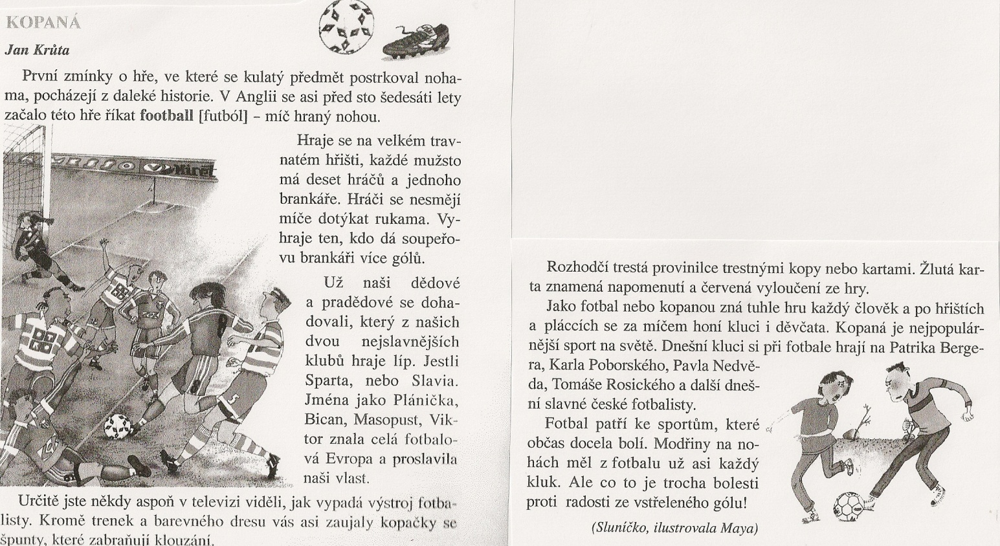 KOPANÁ
Jan Krůta
První zmínky o hře, ve které se kulatý předmět postrkoval noha-
ma, pocházejí z daleké historie. V Anglii se asi před sto šedesáti lety
začalo této hře říkat football [futból] – míč hraný nohou.
Hraje se na velkém trav-
natém hřišti, každé mužsto
má deset hráčů a jednoho
brankáře. Hráči se nesmějí
míče dotýkat rukama. Vy-
hraje ten, kdo dá soupeřo-
vu brankáři více gólů.
Už naši dědové
a pradědové se doha-
dovali, který z našich
dvou nejslavnějších
klubů hraje líp. Jestli
Sparta, nebo Slavia.
Jména jako Plánička,
Bican, Masopust, Vik-
tor znala celá fotbalo-
vá Evropa a proslavila
naši vlast.
Určitě jste někdy aspoň v televizi viděli, jak vypadá výstroj fotba-
listy. Kromě trenek a barevného dresu vás asi zaujaly kopačky se
špunty, které zabraňují klouzání.
Rozhodčí trestá provinilce trestnými kopy nebo kartami. Žlutá kar-
ta znamená napomenutí a červená vyloučení ze hry.
Jako fotbal nebo kopanou zná tuhle hru každý člověk a po hřištích
a pláccích se za míčem honí kluci i děvčata. Kopaná je nejpopulár-
nější sport na světě. Dnešní kluci si při fotbale hrají na Patrika Berge-
ra, Karla Poborského, Pavla Nedvě-
da, Tomáše Rosického a další dneš-
ní slavné české fotbalisty.
Fotbal patří ke sportům, které
občas docela bolí. Modřiny na no-
hách měl z fotbalu už asi každý
kluk. Ale co to je trocha bolesti
proti radosti ze vstřeleného gólu!
(Sluníčko, ilustrovala Maya)